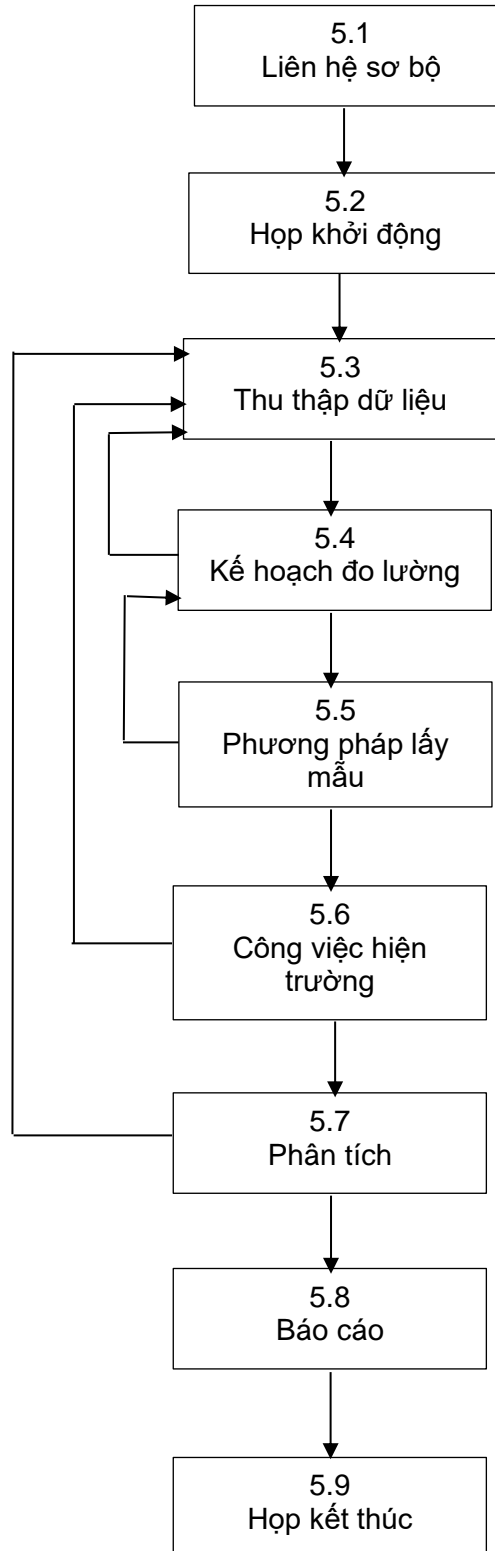 5.1
Liên hệ sơ bộ
5.2
Họp khởi động
5.3
Thu thập dữ liệu
5.4
Kế hoạch đo lường
5.5
Phương pháp lấy
mẫu
5.6
Công việc hiện
trường
5.7
Phân tích
5.8
Báo cáo
5.9
Họp kết thúc